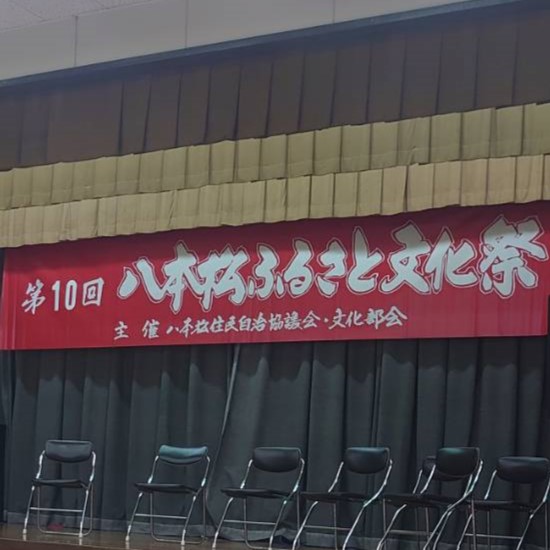 第10回 八本松ふるさと文化祭
主 催 八本松住民自治協議会・文化部会